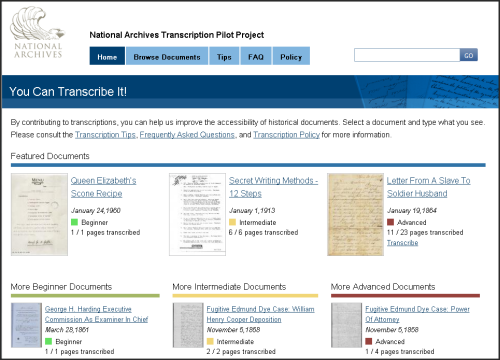 NATIONAL
ARCHIVES
National Archives Transcription Pilot Project
Home Browse Documents Tips FAQ Policy
GO
You Can Transcribe It!
By contributing to transcriptions, you can help us improve the accessibility of historical documents. Select a document and type what you see.
Please consult the Transcription Tips, Frequently Asked Questions, and Transcription Policy for more information.
Featured Documents
Queen Elizabeth's
Scone Recipe
January 24,1960
Beginner
1 / 1 pages transcribed
Secret Writing Methods -
12 Steps
January 1,1913
Intermediate
6 / 6 pages transcribed
Letter From A Slave To
Soldier Husband
January 19,1864
Advanced
11 / 23 pages transcribed
Transcribe
More Beginner Documents
George H. Harding Executive
Commission As Examiner In Chief
March 28,1861
Beginner
1 / 1 pages transcribed
More Intermediate Documents
Fugitive Edmund Dye Case: William
Henry Cooper Deposition
November 5,1858
Intermediate
2 / 2 pages transcribed
More Advanced Documents
Fugitive Edmund Dye Case: Power
Of Attorney
November 5,1858
Advanced
1 / 4 pages transcribed